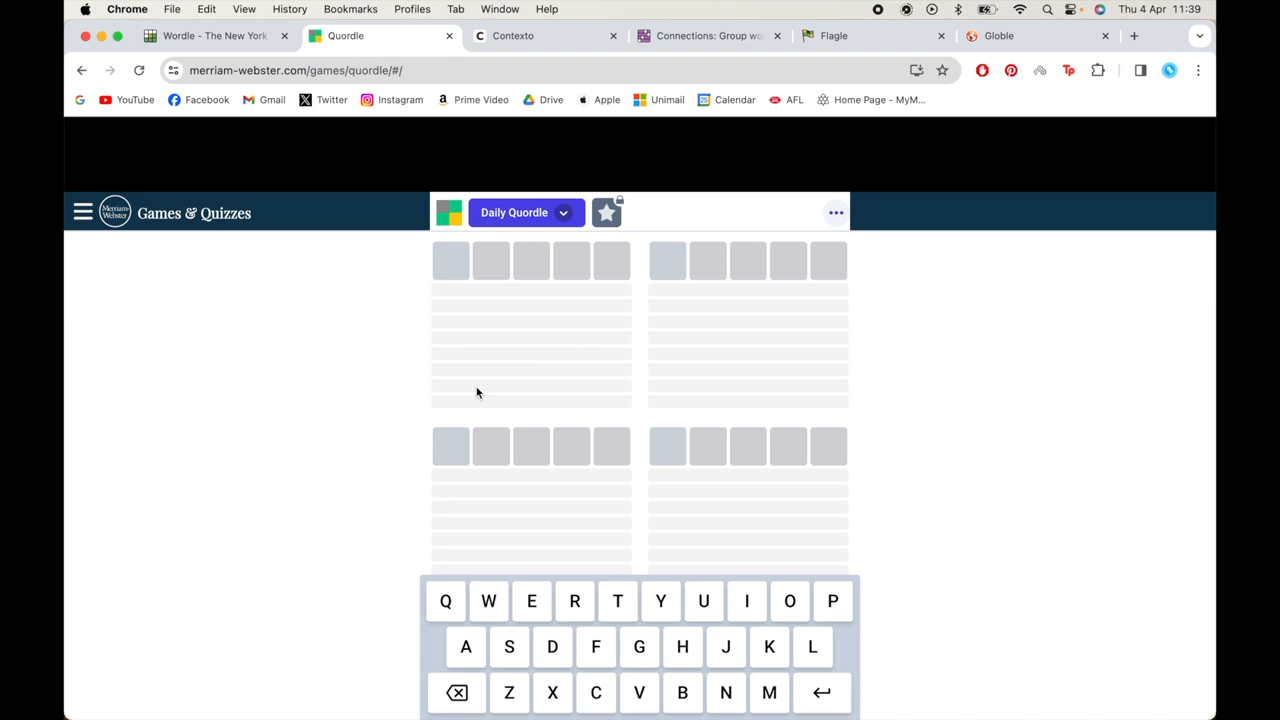 Chrome File Edit View History Bookmarks Profiles Tab Window Help Thu 4 Apr 11:39
Wordle - The New York Quordle Contexto Connections: Group wo Flagle Globle
merriam-webster.com/games/quordle/#/
YouTube Facebook Gmail Twitter Instagram Prime Video Drive Apple Unimail Calendar AFL Home Page - MyM...
Merriam-Webster Games & Quizzes Daily Quordle
Q W E R T Y U I O P
A S D F G H J K L
Z X C V B N M